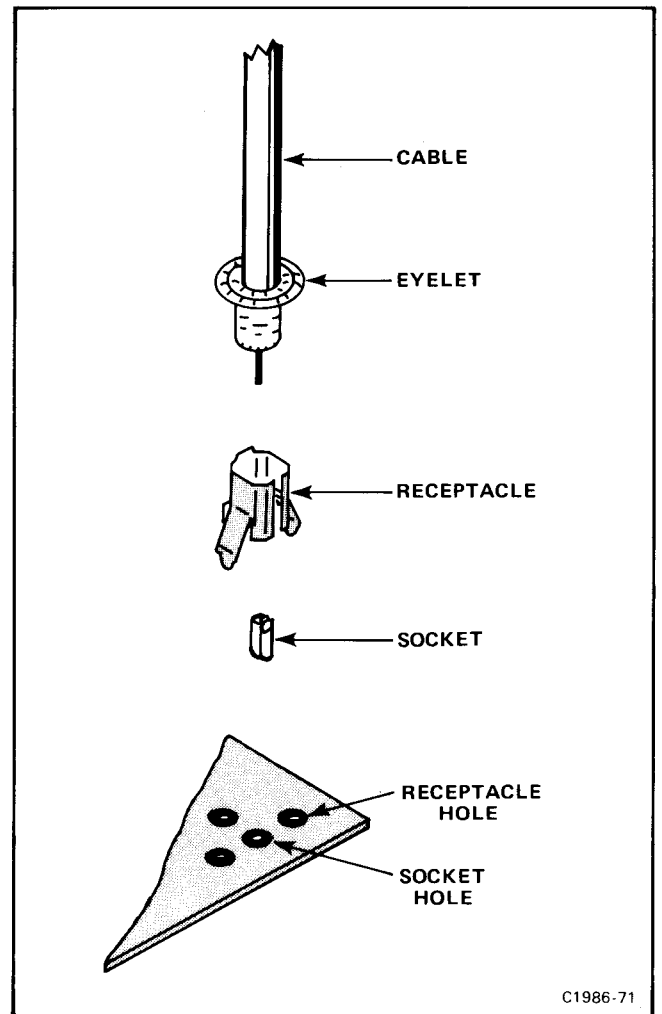 CABLE
EYELET
RECEPTACLE
SOCKET
RECEPTACLE
HOLE
SOCKET
HOLE
C1986-71